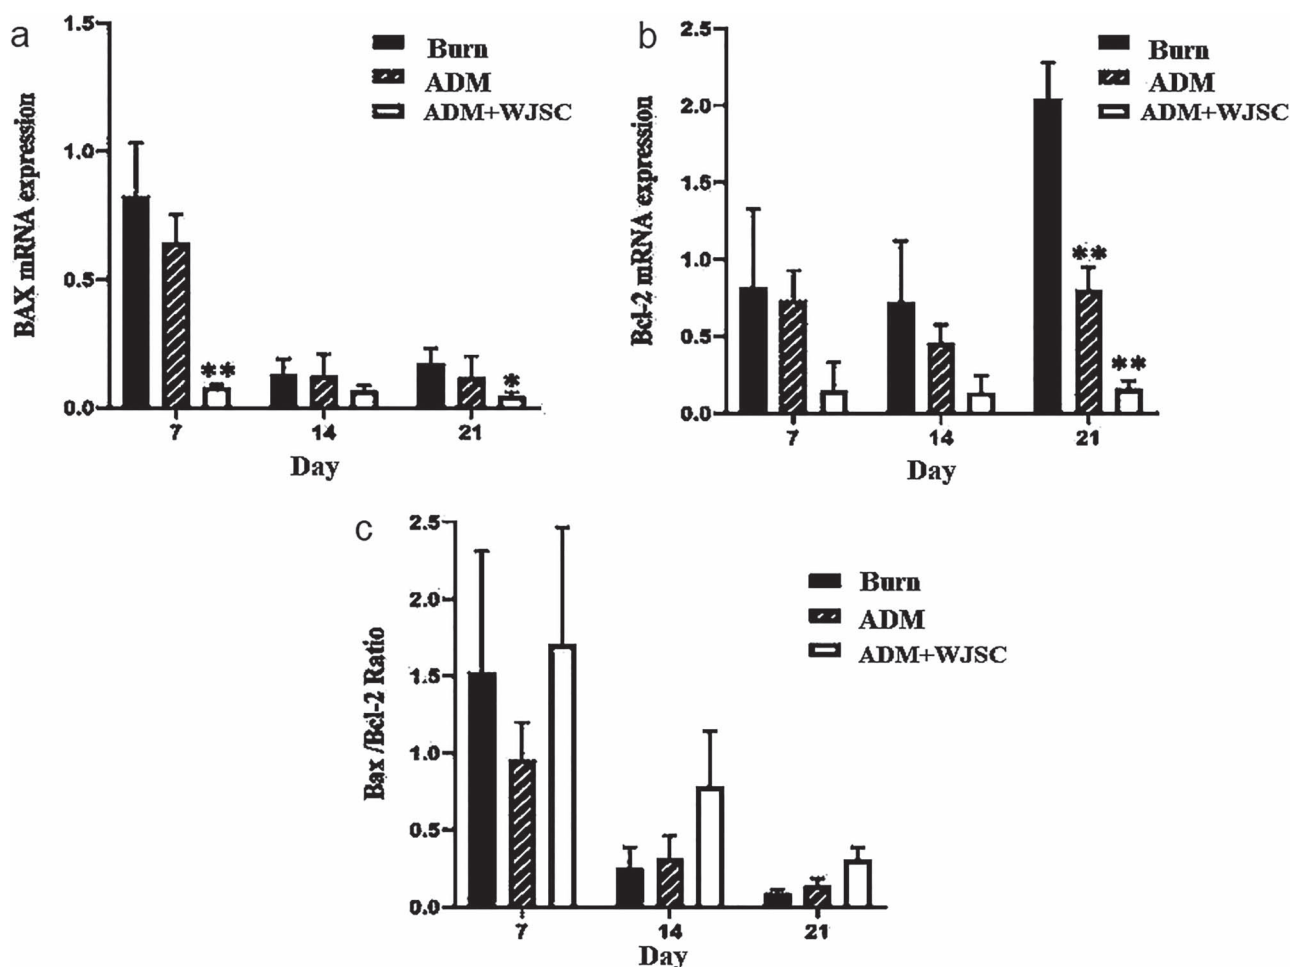 a
1.5
1.0
0.5
0.0
BAX mRNA expression
Burn
ADM
ADM+WJSC
**
*
7 14 21
Day
b
2.5
2.0
1.5
1.0
0.5
0.0
Bcl-2 mRNA expression
Burn
ADM
ADM+WJSC
**
**
7 14 21
Day
c
2.5
2.0
1.5
1.0
0.5
0.0
Bax /Bcl-2 Ratio
Burn
ADM
ADM+WJSC
7 14 21
Day